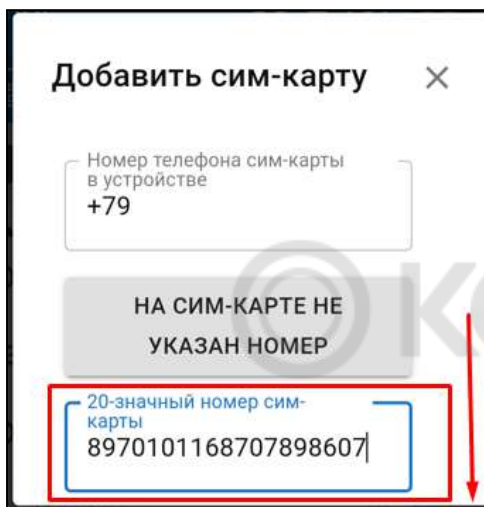 Добавить сим-карту
Номер телефона сим-карты
в устройстве
+79
НА СИМ-КАРТЕ НЕ
УКАЗАН НОМЕР
20-значный номер сим-
карты
8970101168707898607